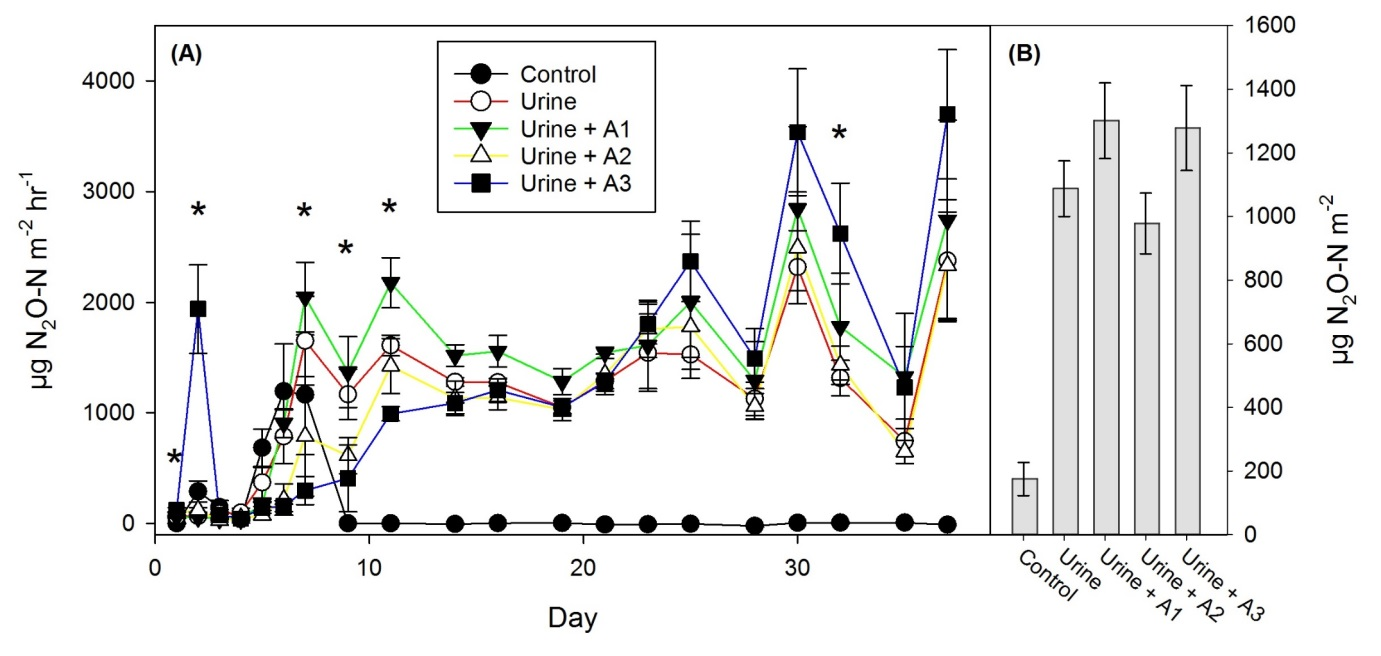 (A)
Control
Urine
Urine + A1
Urine + A2
Urine + A3
µg N₂O-N m⁻² hr⁻¹
4000
3000
2000
1000
0
* * * * * *
0 10 20 30
Day
(B)
1600
1400
1200
1000
800
600
400
200
0
µg N₂O-N m⁻²
Control
Urine
Urine + A1
Urine + A2
Urine + A3